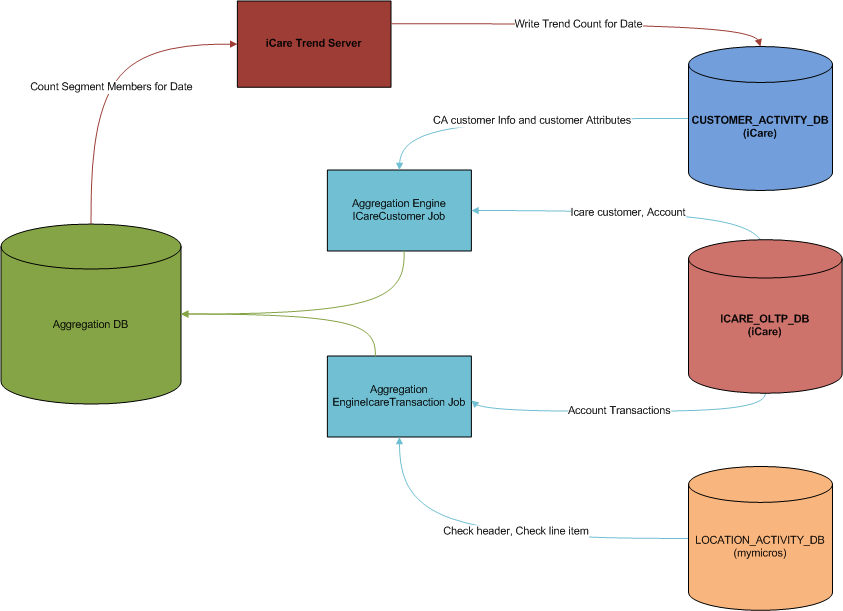 iCare Trend Server
Write Trend Count for Date
Count Segment Members for Date
CUSTOMER_ACTIVITY_DB
(iCare)
CA customer Info and customer Attributes
Aggregation Engine
ICareCustomer Job
Icare customer, Account
Aggregation DB
ICARE_OLTP_DB
(iCare)
Aggregation
EngineIcareTransaction Job
Account Transactions
Check header, Check line item
LOCATION_ACTIVITY_DB
(mymicros)